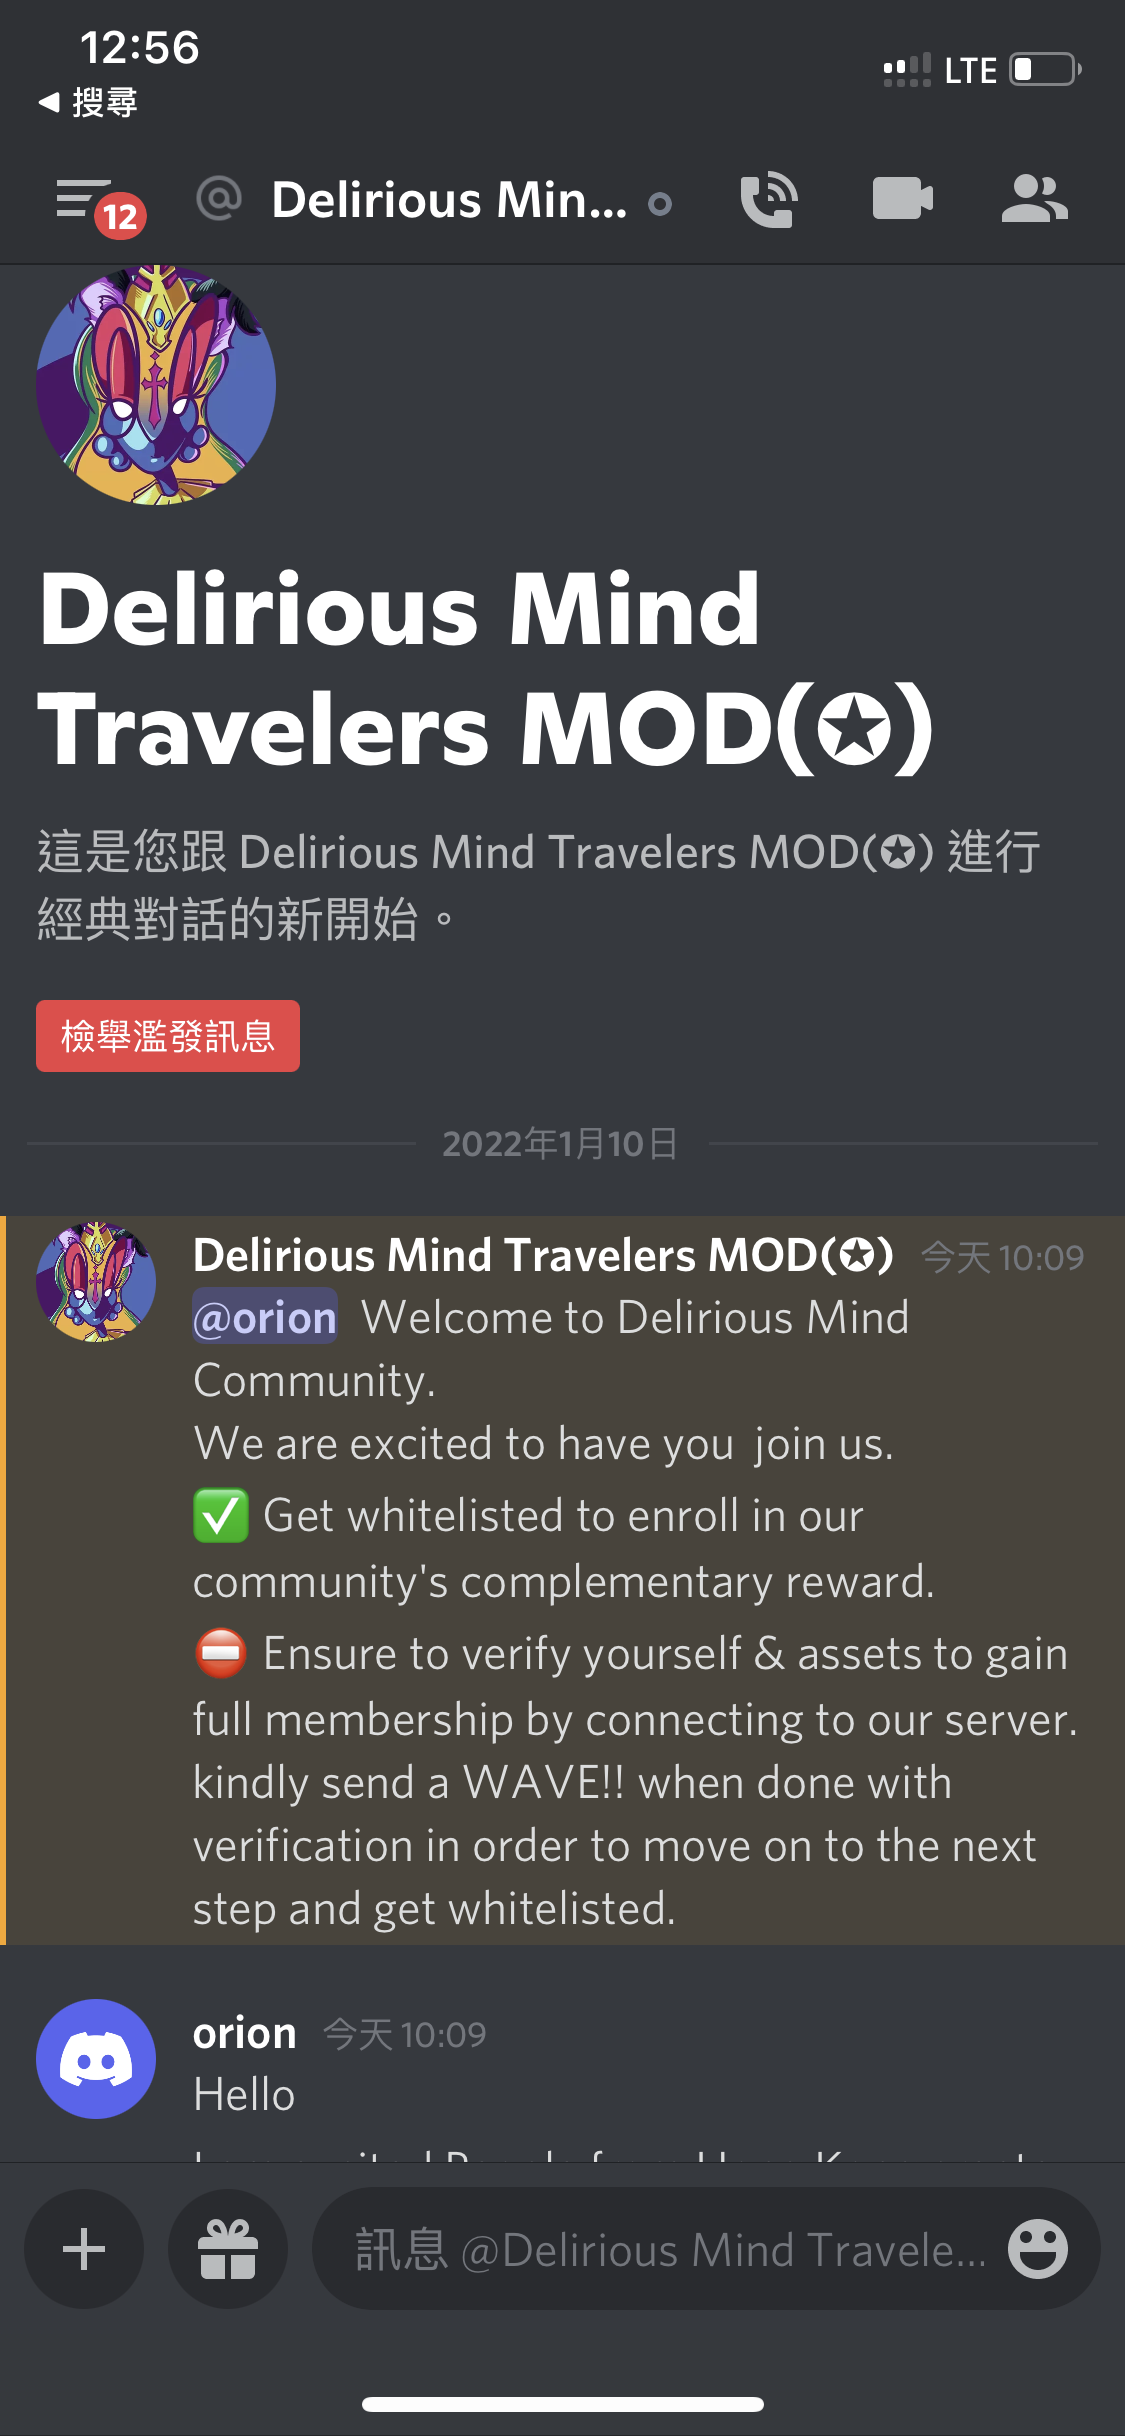 12:56
搜尋
LTE
12
Delirious Min...
Delirious Mind
Travelers MOD(✪)
這是您跟 Delirious Mind Travelers MOD(✪) 進行
經典對話的新開始。
檢舉濫發訊息
2022年1月10日
Delirious Mind Travelers MOD(✪) 今天 10:09
@orion Welcome to Delirious Mind
Community.
We are excited to have you join us.
✅ Get whitelisted to enroll in our
community's complementary reward.
⛔ Ensure to verify yourself & assets to gain
full membership by connecting to our server.
kindly send a WAVE!! when done with
verification in order to move on to the next
step and get whitelisted.
orion 今天 10:09
Hello
訊息 @Delirious Mind Travele...